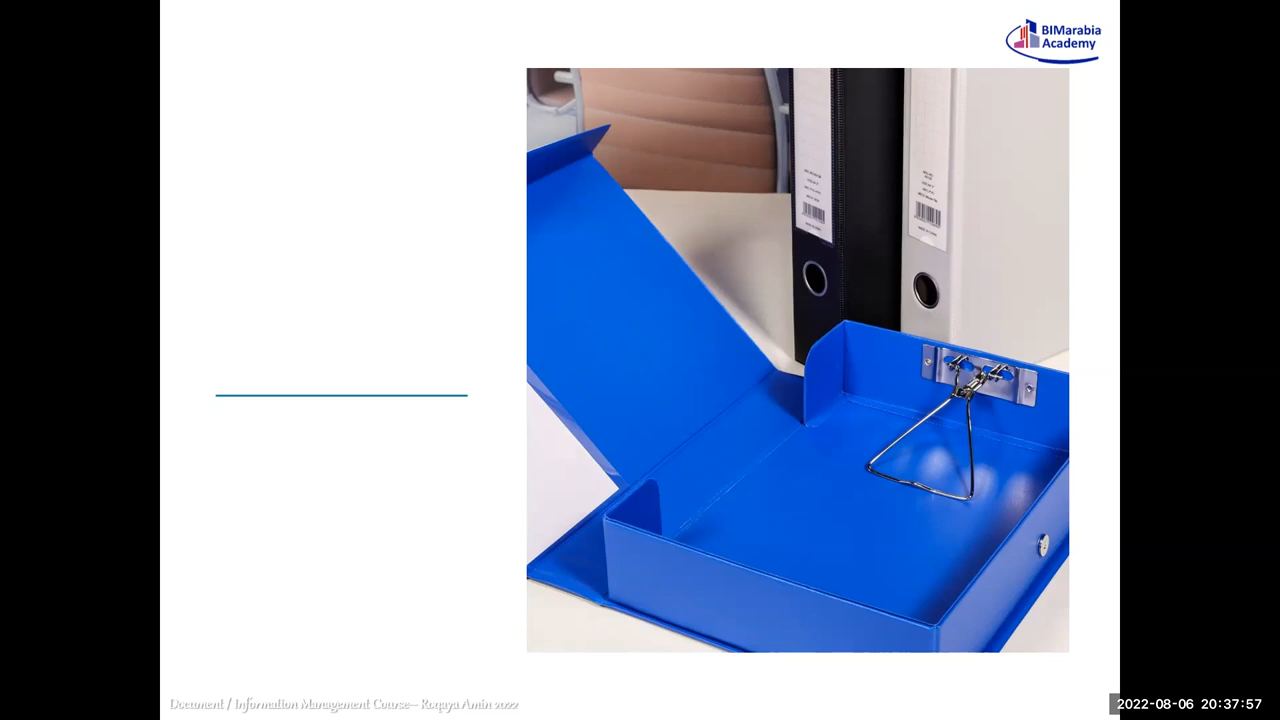 BIMarabia
Academy
Document / Information Management Course– Roqaya Amin 2022
2022-08-06 20:37:57